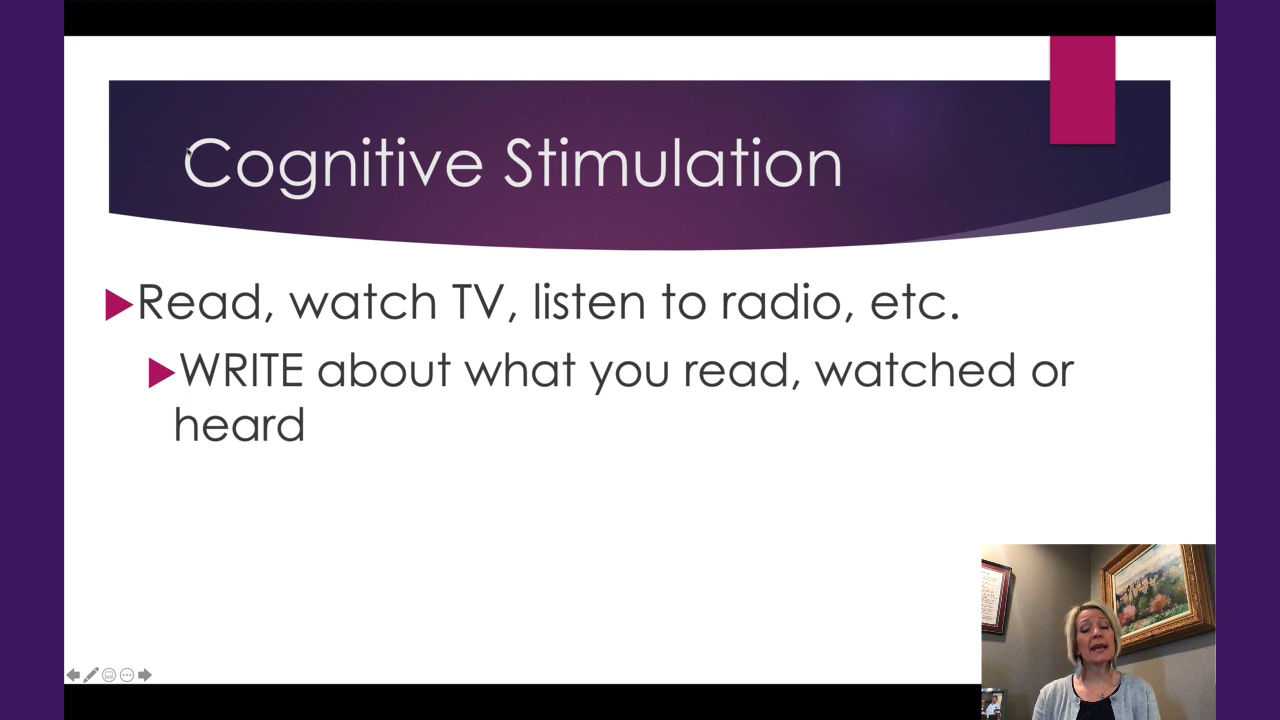 Cognitive Stimulation
Read, watch TV, listen to radio, etc.
WRITE about what you read, watched or
heard